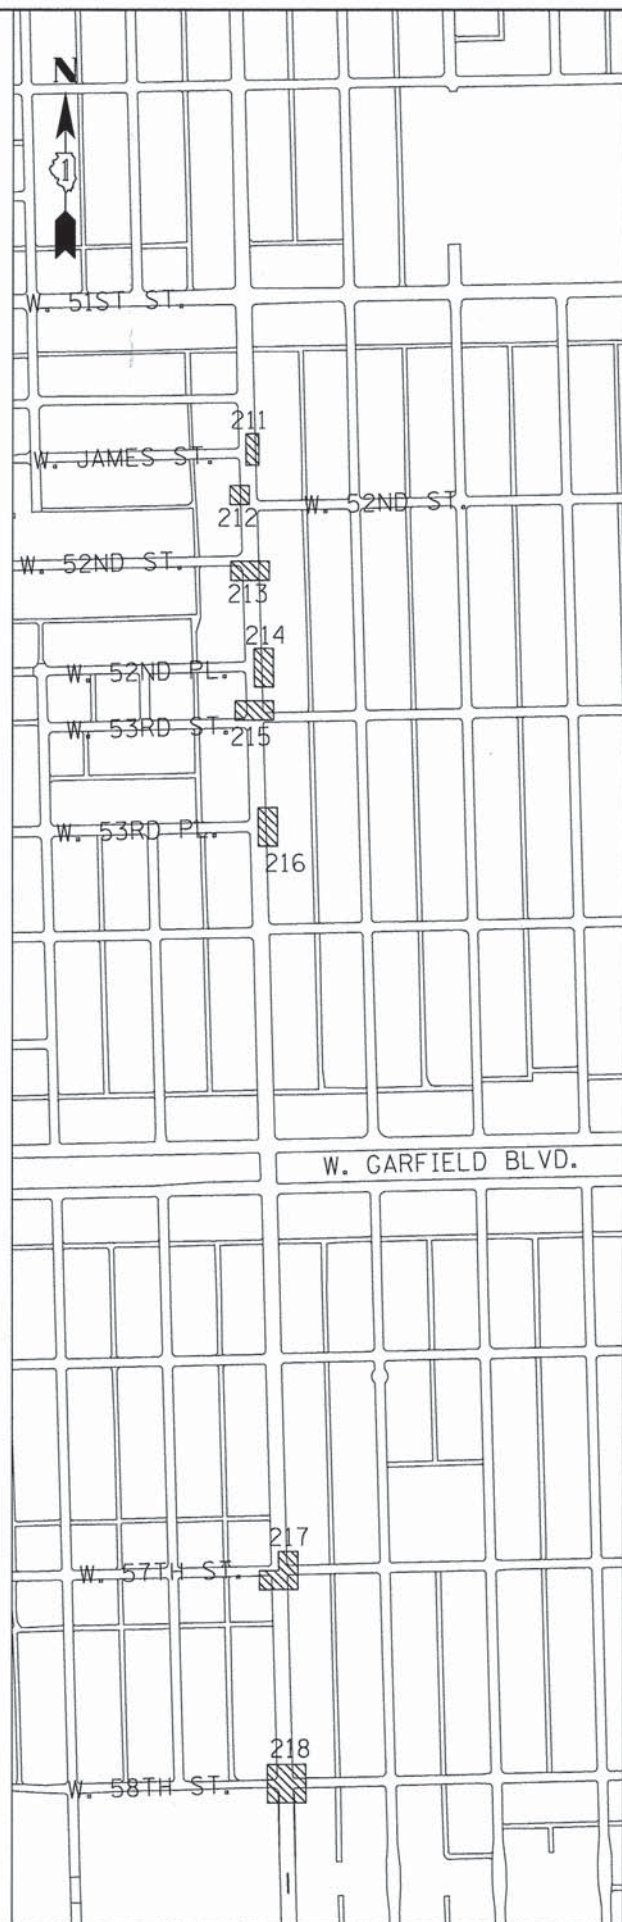 N
1
W. 51ST ST.
211
W. JAMES ST.
212
W. 52ND ST.
W. 52ND ST.
213
214
W. 52ND PL.
W. 53RD ST.
215
W. 53RD PL.
216
W. GARFIELD BLVD.
217
W. 57TH ST.
218
W. 58TH ST.